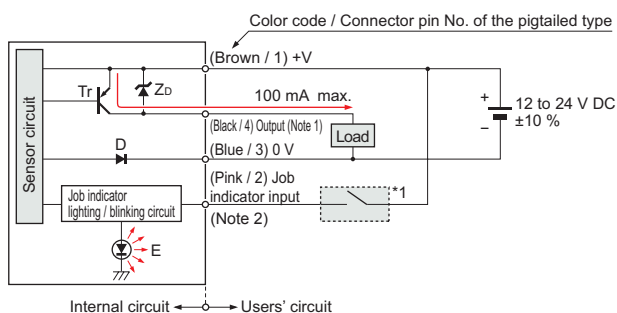 Color code / Connector pin No. of the pigtailed type
(Brown / 1) +V
Tr
ZD
100 mA max.
+
−
12 to 24 V DC
±10 %
(Black / 4) Output (Note 1)
Load
Sensor circuit
D
(Blue / 3) 0 V
(Pink / 2) Job
indicator input
(Note 2)
*1
Job indicator
lighting / blinking circuit
E
Internal circuit
Users' circuit